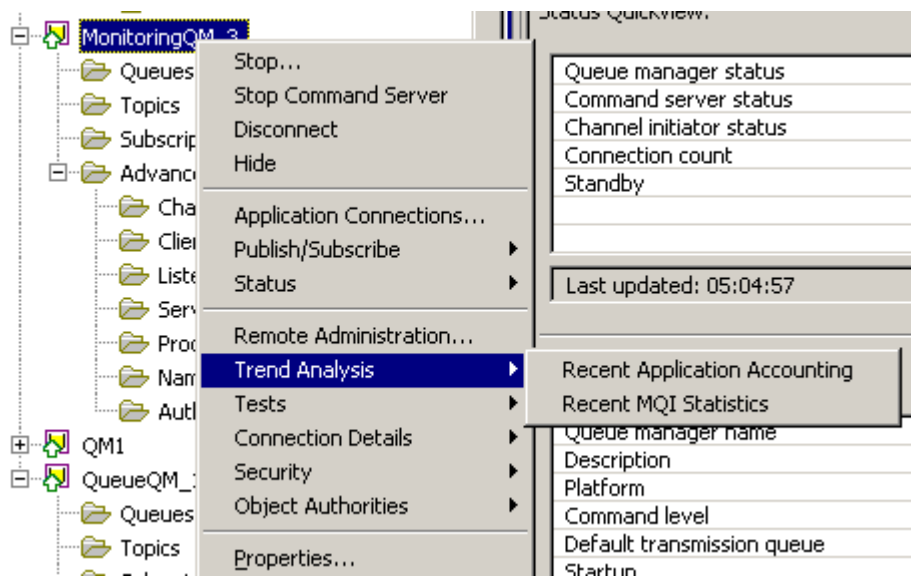 Status QuickView:
MonitoringQM_3
Queues
Topics
Advanc
QM1
Queues
Topics
Stop...
Stop Command Server
Disconnect
Hide
Application Connections...
Publish/Subscribe
Status
Remote Administration...
Trend Analysis
Tests
Connection Details
Security
Object Authorities
Properties...
Recent Application Accounting
Recent MQI Statistics
Queue manager status
Command server status
Channel initiator status
Connection count
Standby
Last updated: 05:04:57
Queue manager name
Description
Platform
Command level
Default transmission queue
Startup